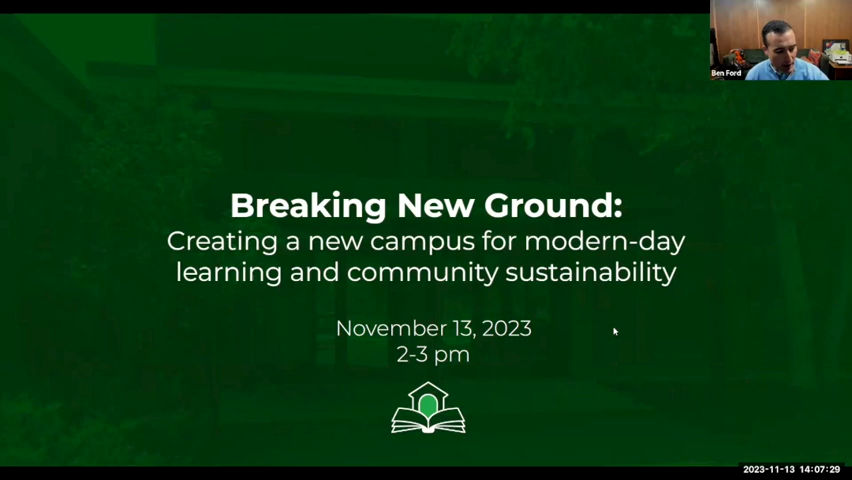 Ben Ford
Breaking New Ground:
Creating a new campus for modern-day
learning and community sustainability
November 13, 2023
2-3 pm
2023-11-13 14:07:29